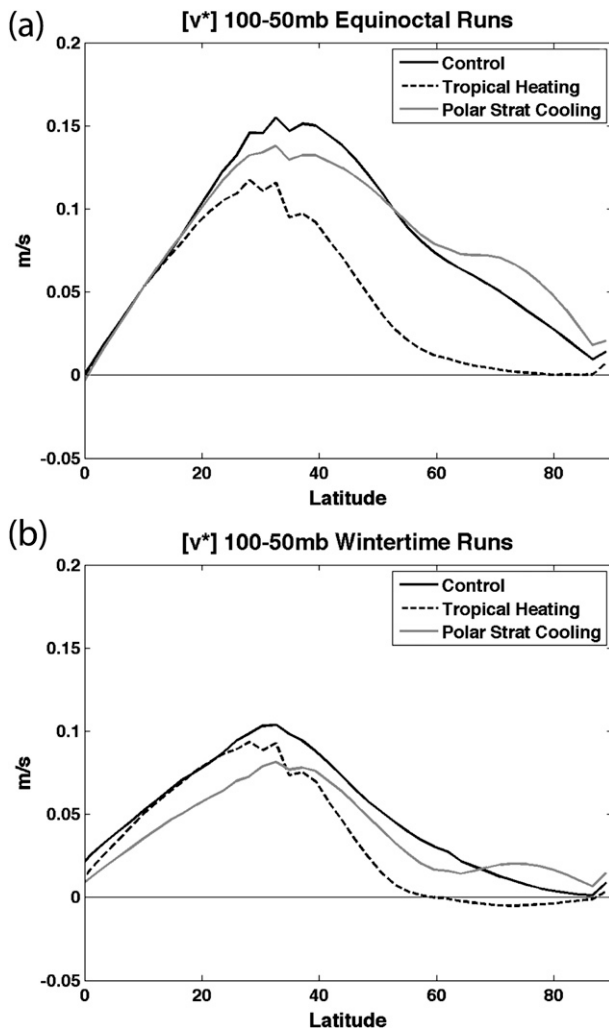 (a)
[v*] 100-50mb Equinoctal Runs
0.2
0.15
0.1
0.05
0
-0.05
m/s
Control
Tropical Heating
Polar Strat Cooling
0 20 40 60 80
Latitude
(b)
[v*] 100-50mb Wintertime Runs
0.2
0.15
0.1
0.05
0
-0.05
m/s
Control
Tropical Heating
Polar Strat Cooling
0 20 40 60 80
Latitude